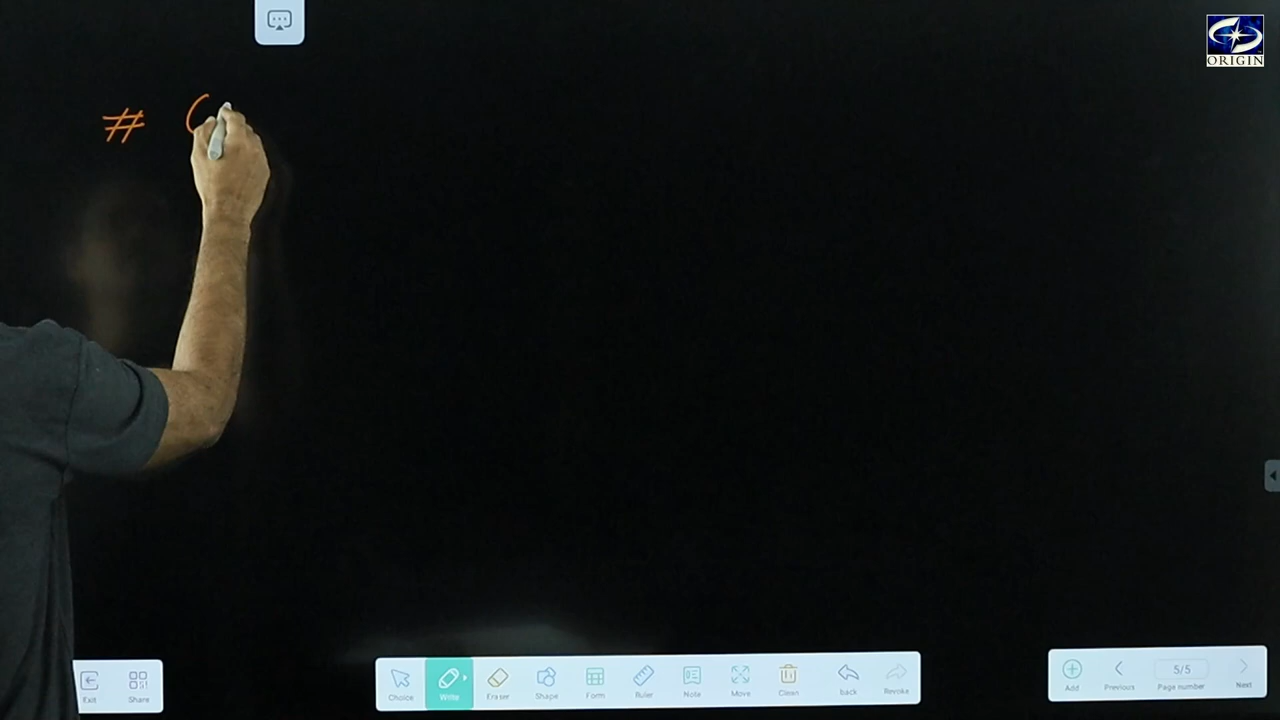 ORIGIN
#
Exit
Share
Choice
Write
Eraser
Shape
Form
Ruler
Note
Move
Clean
back
Revoke
Add
Previous
5/5
Page number
Next